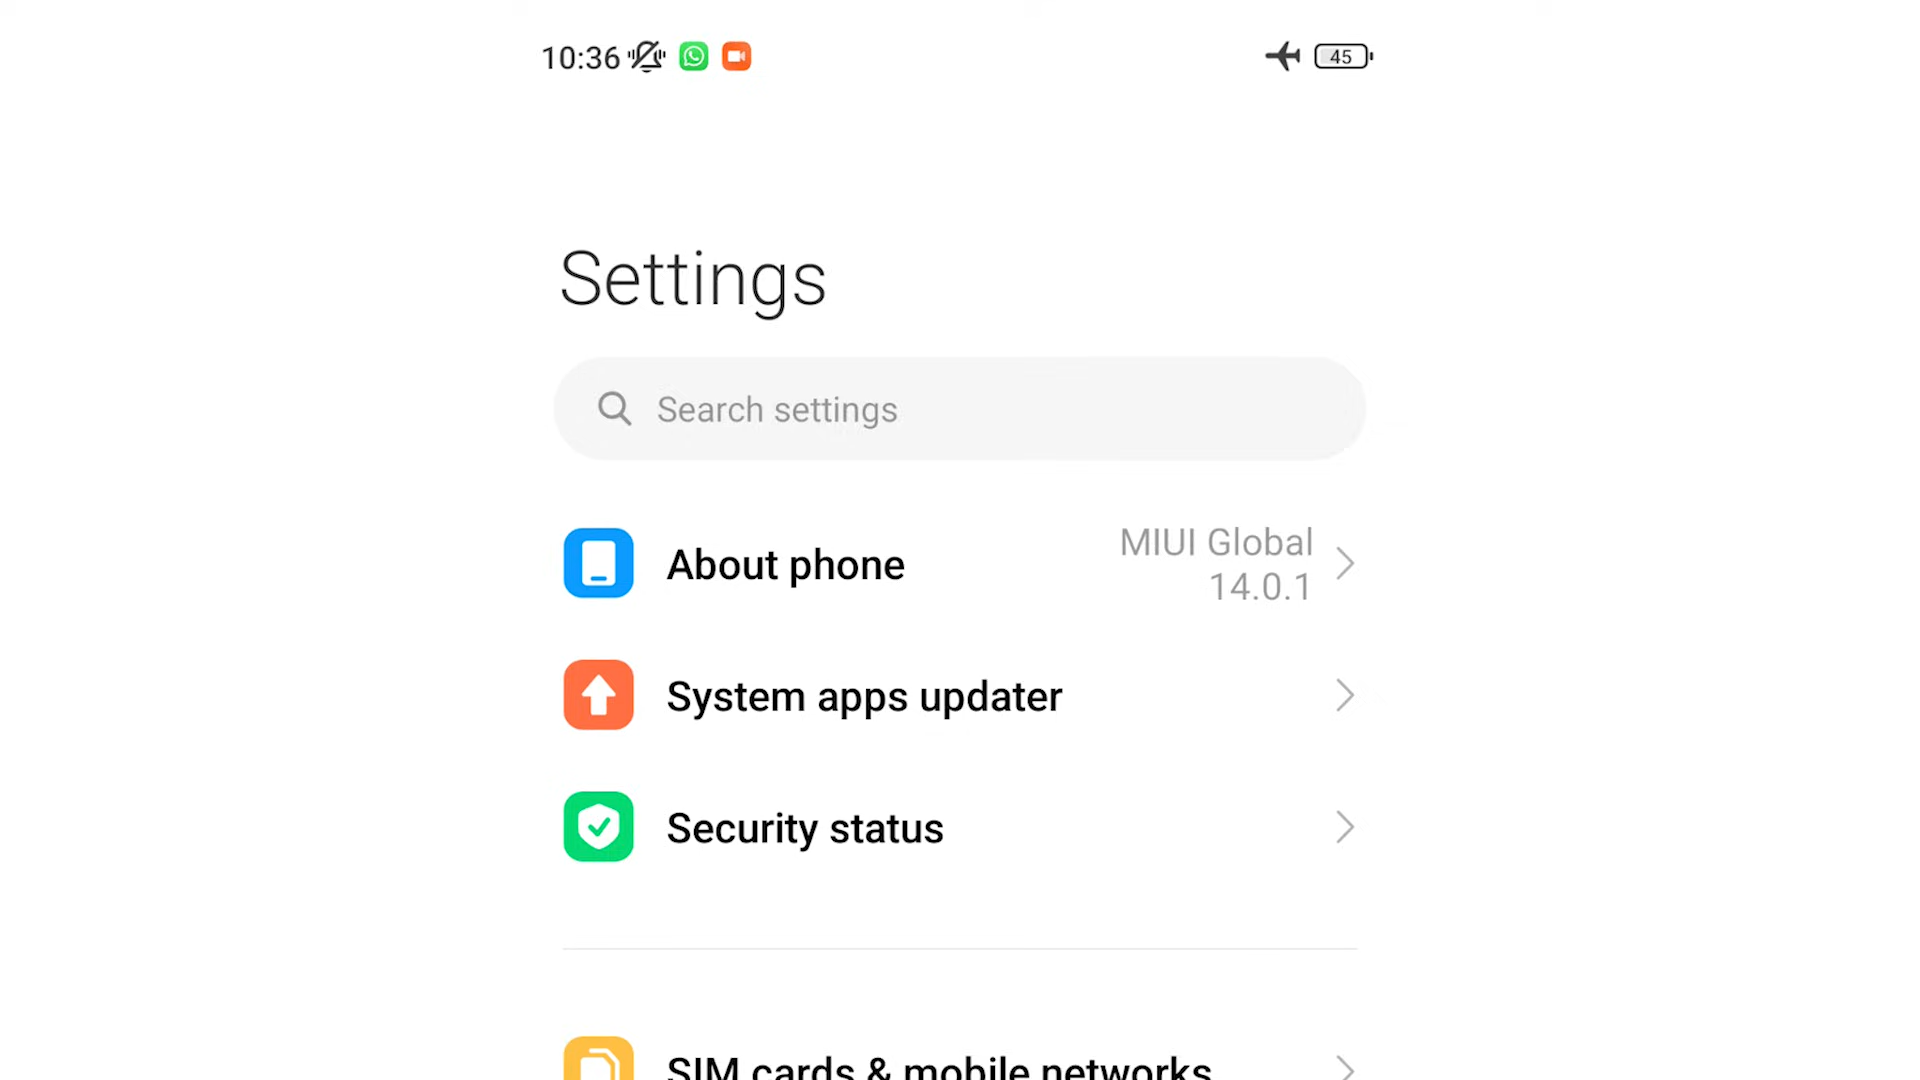 10:36
45
Settings
Search settings
About phone
MIUI Global
14.0.1
System apps updater
Security status
SIM cards & mobile networks